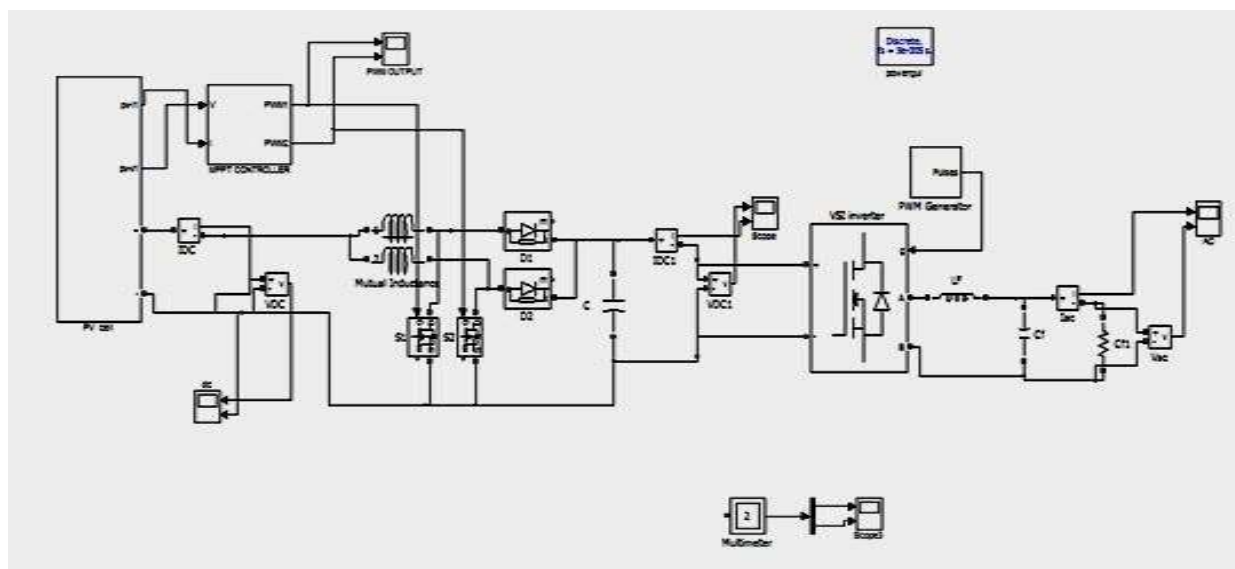 Discrete,
powergui
PWM OUTPUT
V
PWM1
I
PWM2
MPPT CONTROLLER
Pulses
PWM Generator
IDC
VDC
Mutual Inductance
D1
D2
S1
S2
C
IDC1
VDC1
Scope
VSI inverter
A
B
LF
Cf
Iac
Cf1
Vac
AC
PV cell
dc
2
Multimeter
Scope3